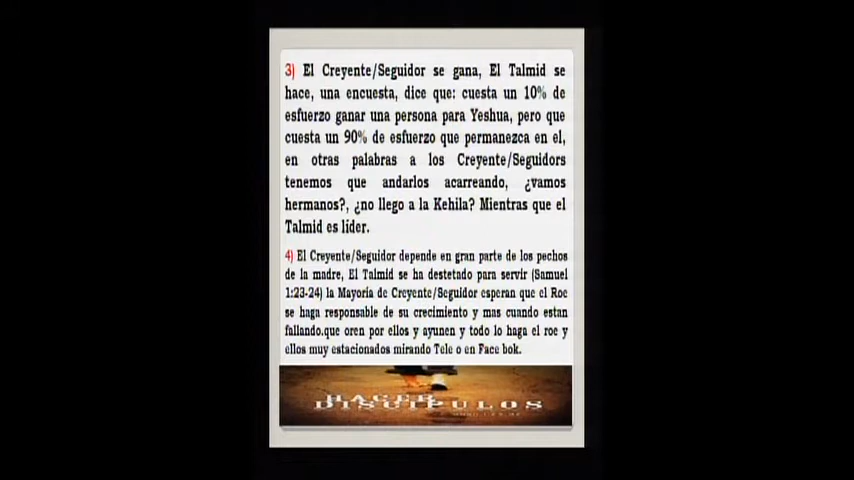 3) El Creyente/Seguidor se gana, El Talmid se
hace, una encuesta, dice que: cuesta un 10% de
esfuerzo ganar una persona para Yeshua, pero que
cuesta un 90% de esfuerzo que permanezca en el,
en otras palabras a los Creyente/Seguidors
tenemos que andarlos acarreando, ¿vamos
hermanos?, ¿no llego a la Kehila? Mientras que el
Talmid es lider.
4) El Creyente/Seguidor depende en gran parte de los pechos
de la madre, El Talmid se ha destetado para servir (Samuel
1:23-24) la Mayoría de Creyente/Seguidor esperan que el Roe
se haga responsable de su crecimiento y mas cuando estan
fallando.que oren por ellos y ayunen y todo lo haga el roe y
ellos muy estacionados mirando Tele o en Face bok.
HACER
DISCIPULOS